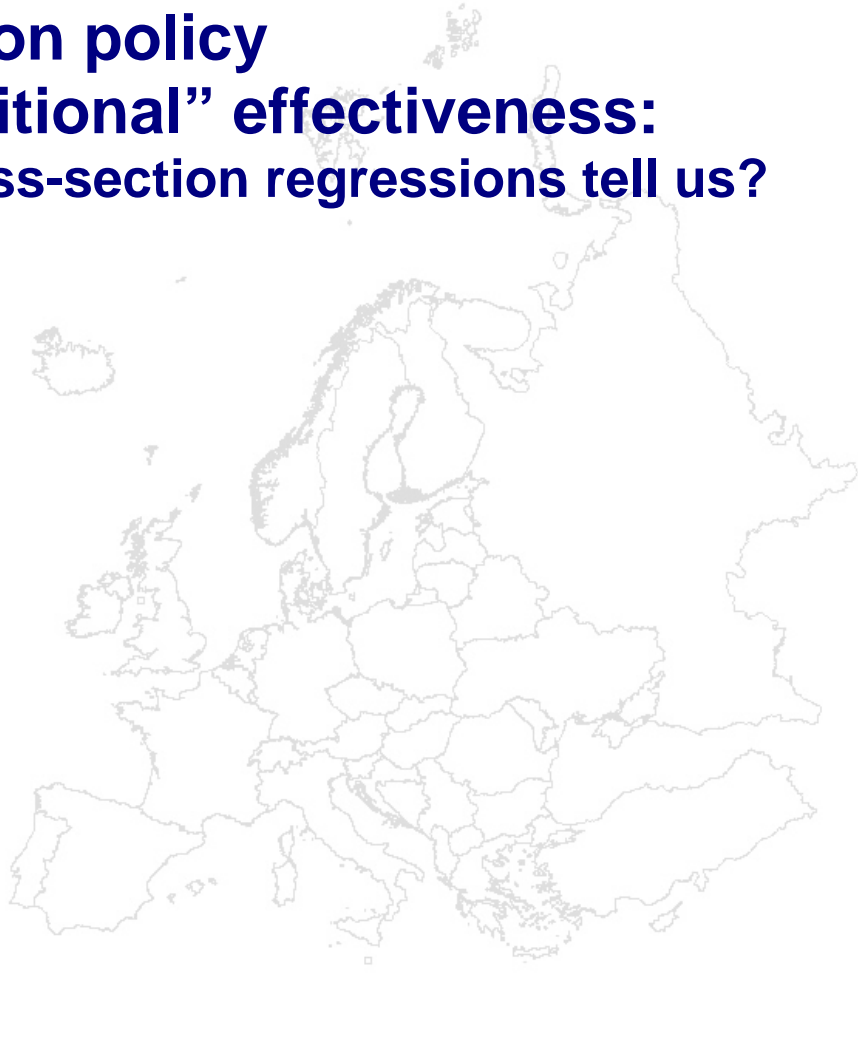 on policy
itional” effectiveness:
ss-section regressions tell us?